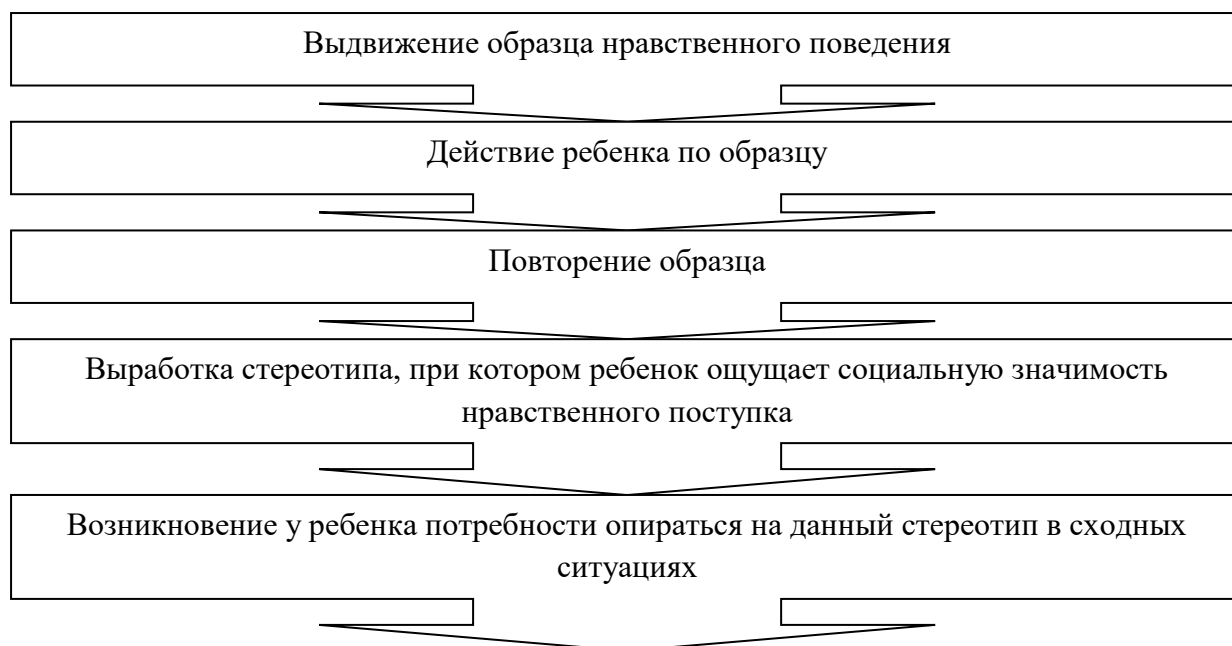 Выдвижение образца нравственного поведения
Действие ребенка по образцу
Повторение образца
Выработка стереотипа, при котором ребенок ощущает социальную значимость
нравственного поступка
Возникновение у ребенка потребности опираться на данный стереотип в сходных
ситуациях